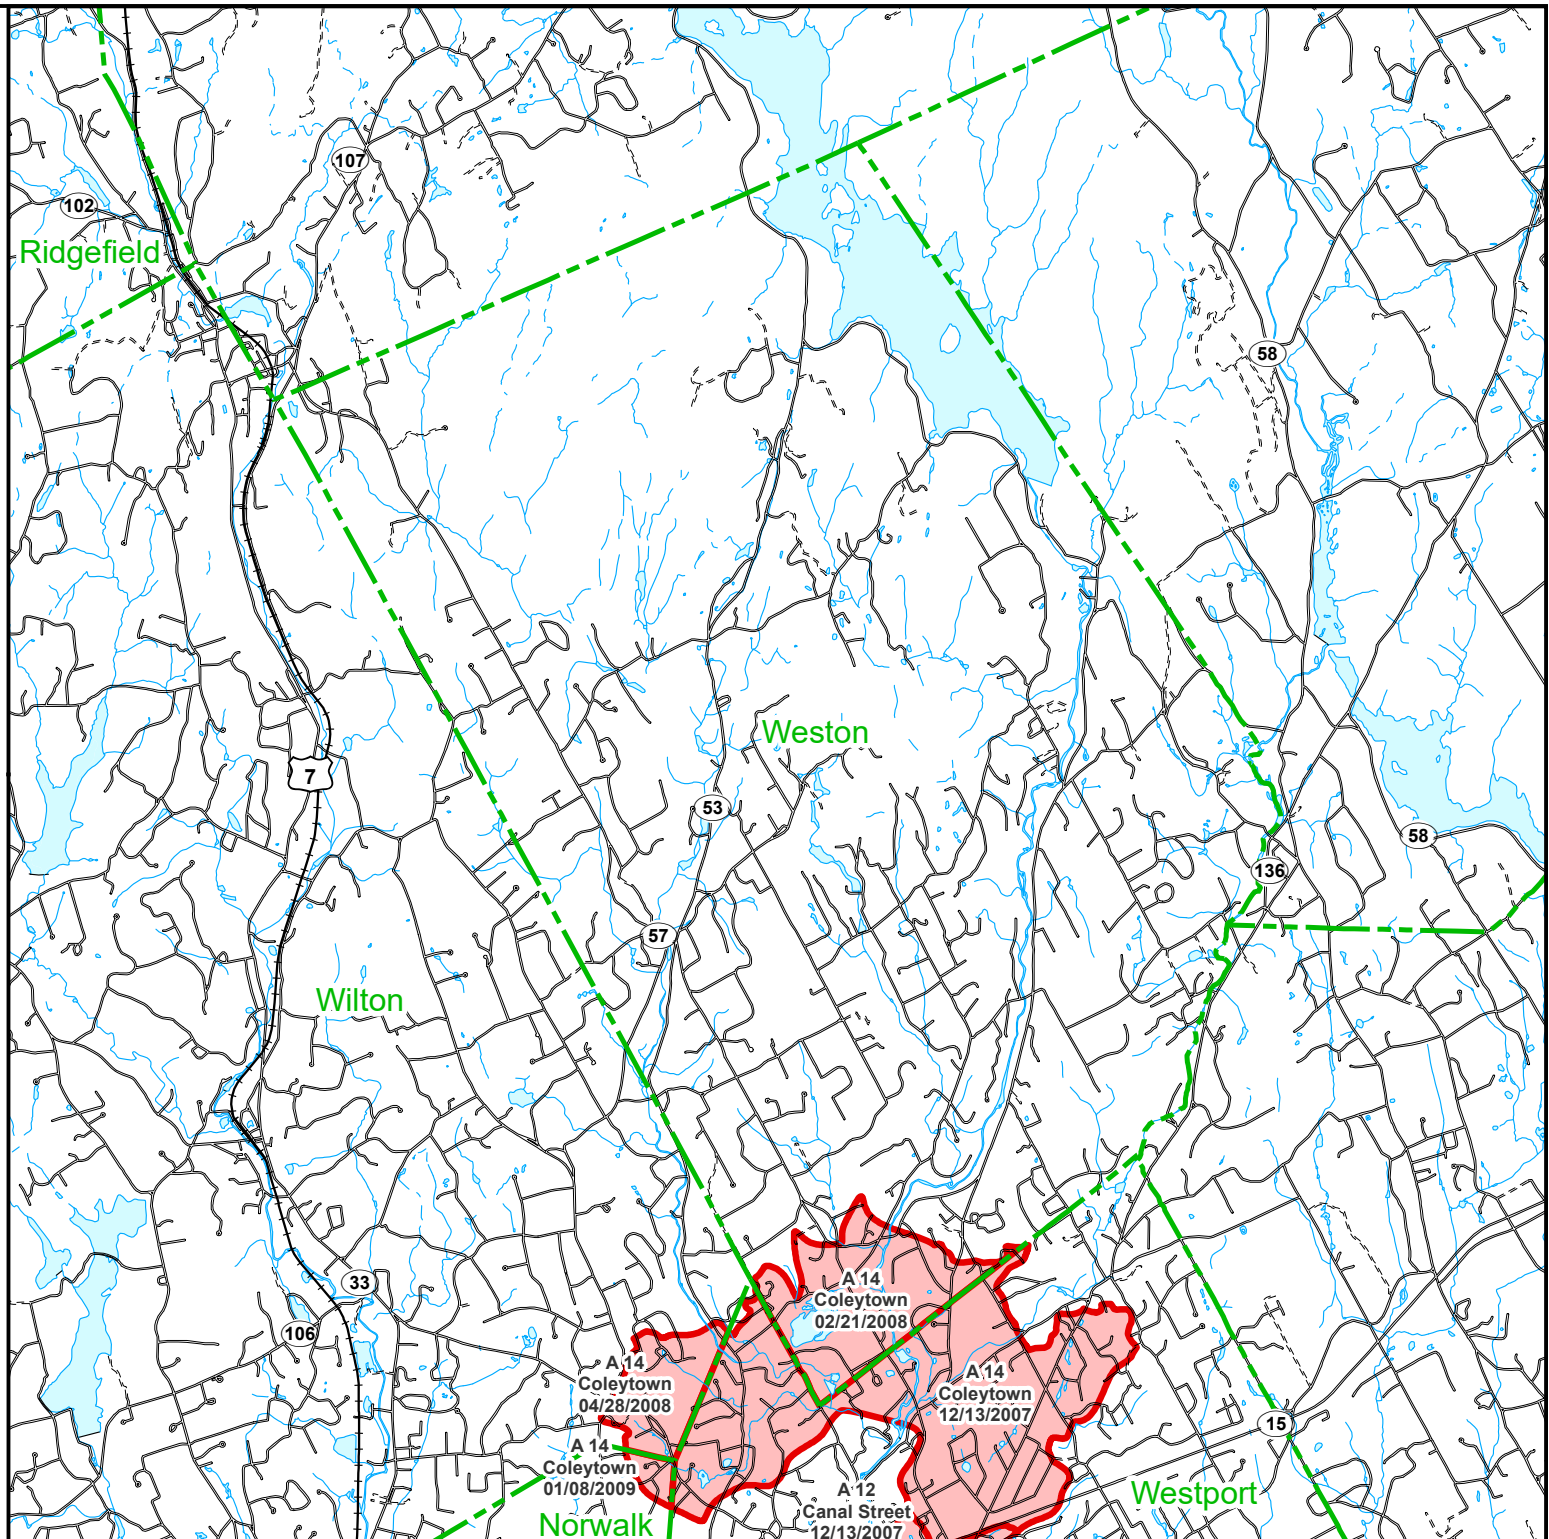 107
102
Ridgefield
58
Weston
7
53
58
136
57
Wilton
33
106
A 14
Coleytown
02/21/2008
A 14
Coleytown
04/28/2008
A 14
Coleytown
12/13/2007
15
A 14
Coleytown
01/08/2009
A 12
Canal Street
12/13/2007
Westport
Norwalk